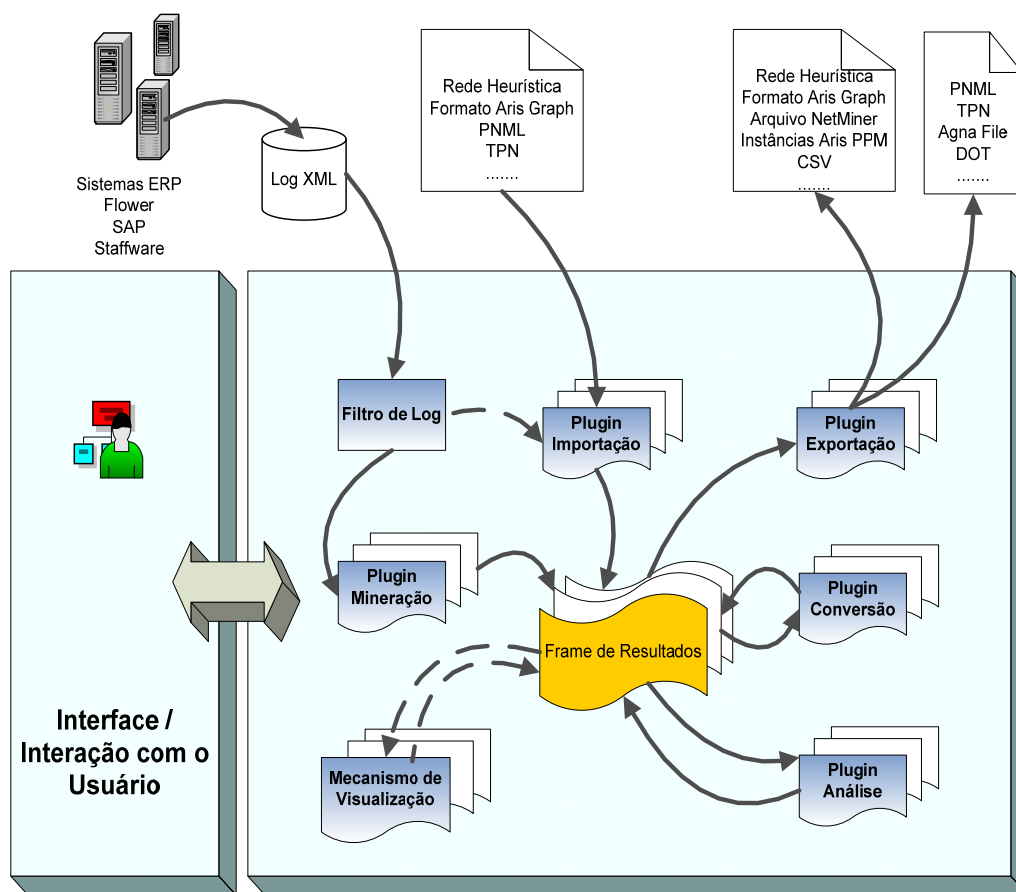 Sistemas ERP
Flower
SAP
Staffware
Log XML
Rede Heurística
Formato Aris Graph
PNML
TPN
.......
Rede Heurística
Formato Aris Graph
Arquivo NetMiner
Instâncias Aris PPM
CSV
.......
PNML
TPN
Agna File
DOT
.......
Filtro de Log
Plugin
Importação
Plugin
Exportação
Plugin
Mineração
Plugin
Conversão
Frame de Resultados
Interface /
Interação com o
Usuário
Mecanismo de
Visualização
Plugin
Análise